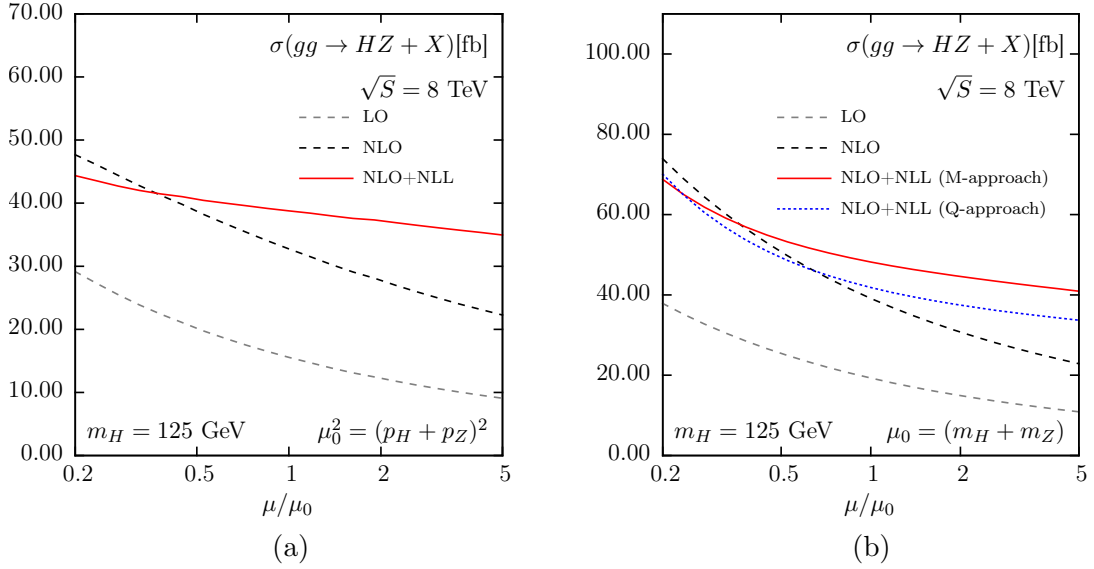 70.00
60.00
50.00
40.00
30.00
20.00
10.00
0.00
σ(gg → HZ + X)[fb]
√S = 8 TeV
LO
NLO
NLO+NLL
m_H = 125 GeV
μ_0^2 = (p_H + p_Z)^2
0.2 0.5 1 2 5
μ/μ_0
(a)
100.00
80.00
60.00
40.00
20.00
0.00
σ(gg → HZ + X)[fb]
√S = 8 TeV
LO
NLO
NLO+NLL (M-approach)
NLO+NLL (Q-approach)
m_H = 125 GeV
μ_0 = (m_H + m_Z)
0.2 0.5 1 2 5
μ/μ_0
(b)